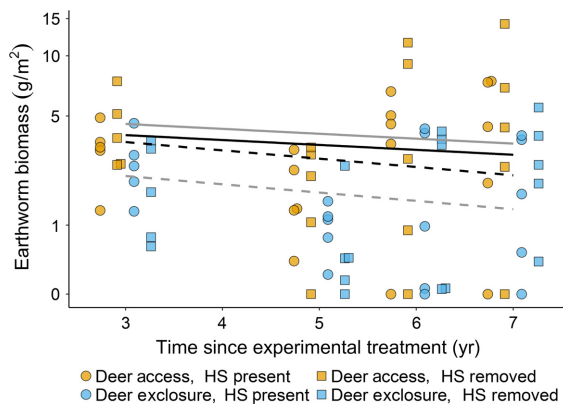 15
10
5
1
0
Earthworm biomass (g/m²)
3 4 5 6 7
Time since experimental treatment (yr)
Deer access, HS present Deer access, HS removed
Deer exclosure, HS present Deer exclosure, HS removed